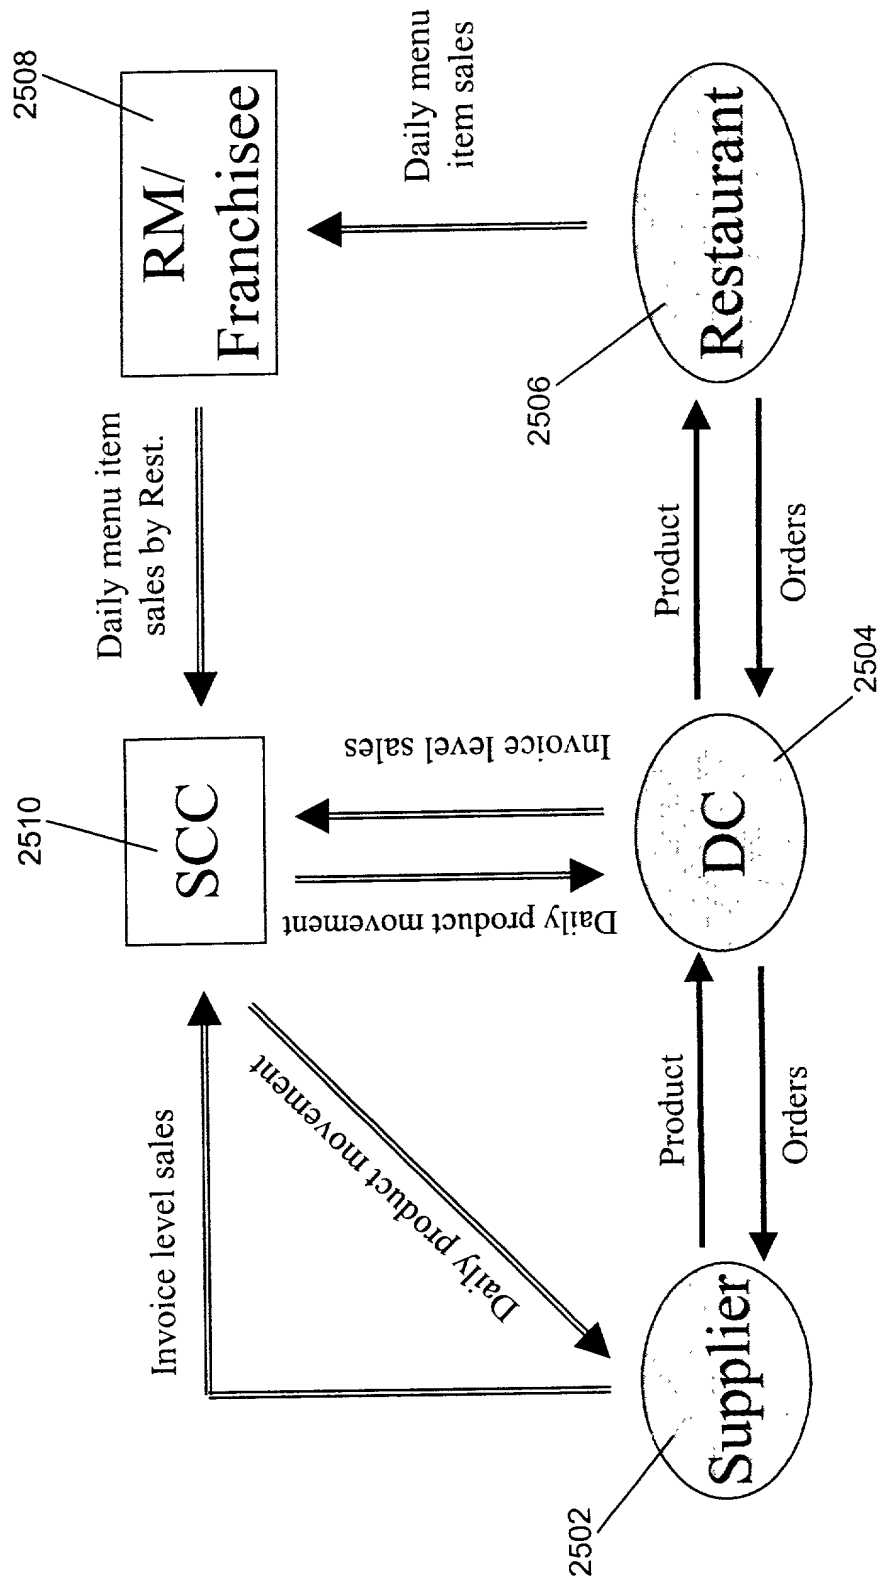 2510
2508
SCC
RM/
Franchisee
Invoice level sales
Daily menu item
sales by Rest.
Daily product movement
Daily product movement
Invoice level sales
Daily menu
item sales
2506
Supplier
DC
Restaurant
Product
Product
Orders
Orders
2502
2504